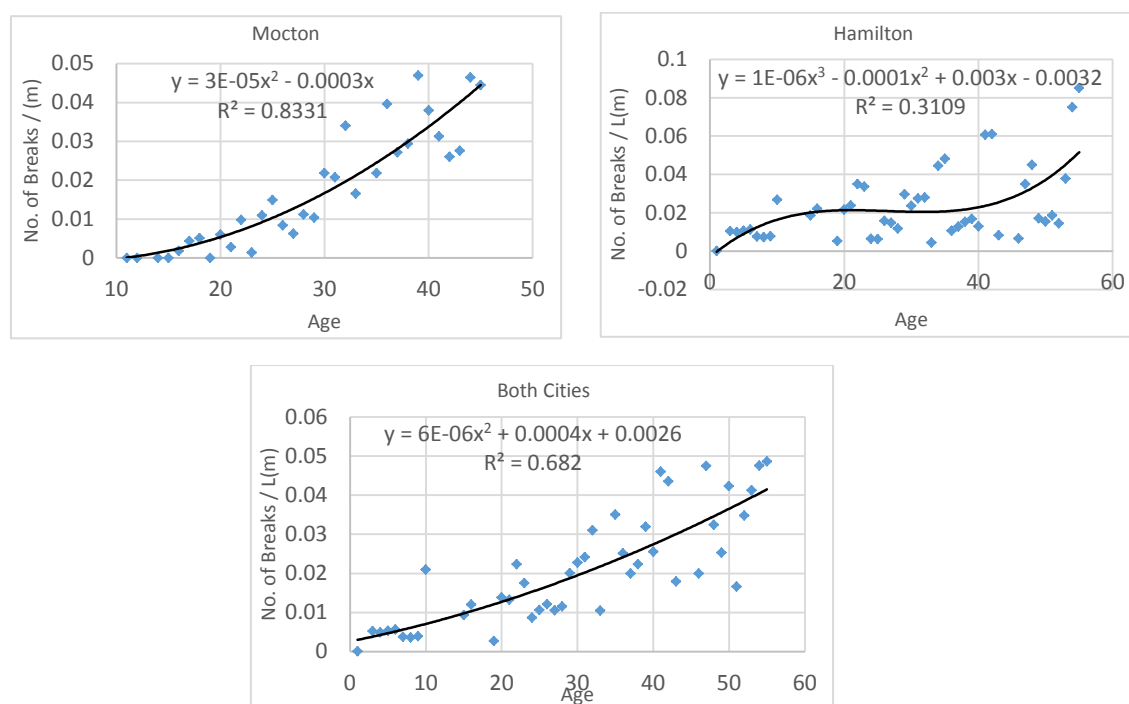 Mocton
y = 3E-05x² - 0.0003x
R² = 0.8331
No. of Breaks / (m)
0.05
0.04
0.03
0.02
0.01
0
10 20 30 40 50
Age
Hamilton
y = 1E-06x³ - 0.0001x² + 0.003x - 0.0032
R² = 0.3109
No. of Breaks / L(m)
0.1
0.08
0.06
0.04
0.02
0
-0.02
0 20 40 60
Age
Both Cities
y = 6E-06x² + 0.0004x + 0.0026
R² = 0.682
No. of Breaks / L(m)
0.06
0.05
0.04
0.03
0.02
0.01
0
0 10 20 30 40 50 60
Age